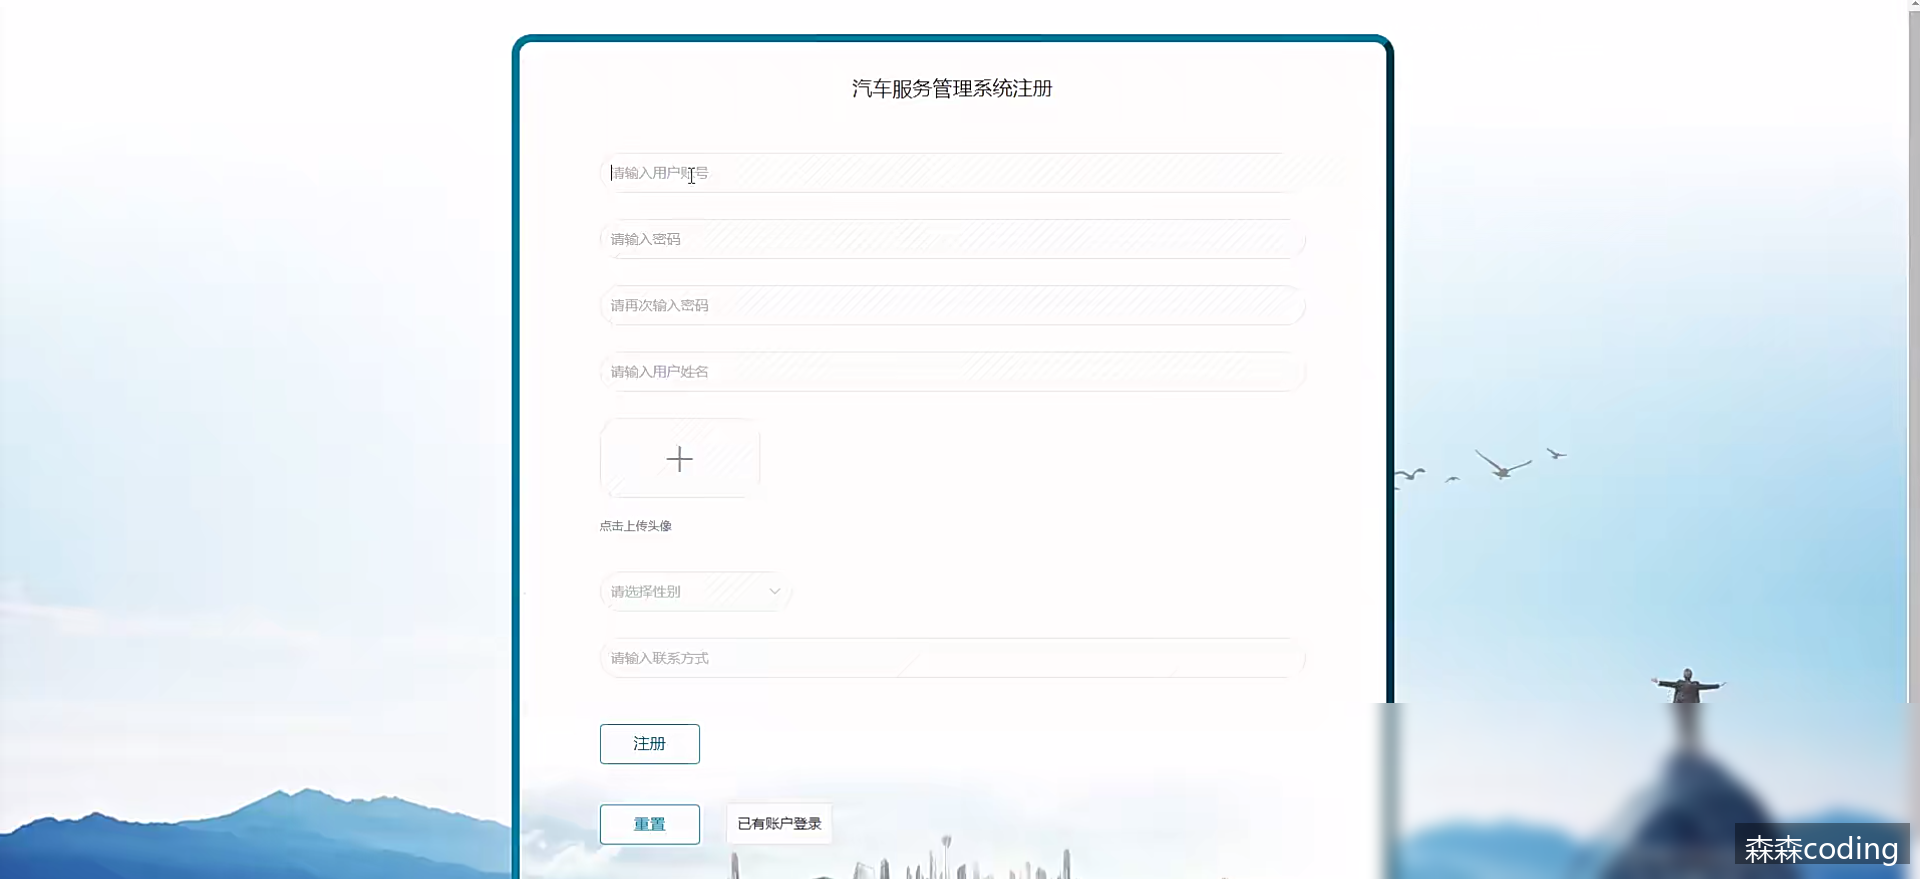 汽车服务管理系统注册
请输入用户账号
请输入密码
请再次输入密码
请输入用户姓名
点击上传头像
请选择性别
请输入联系方式
注册
重置
已有账户登录
森森coding